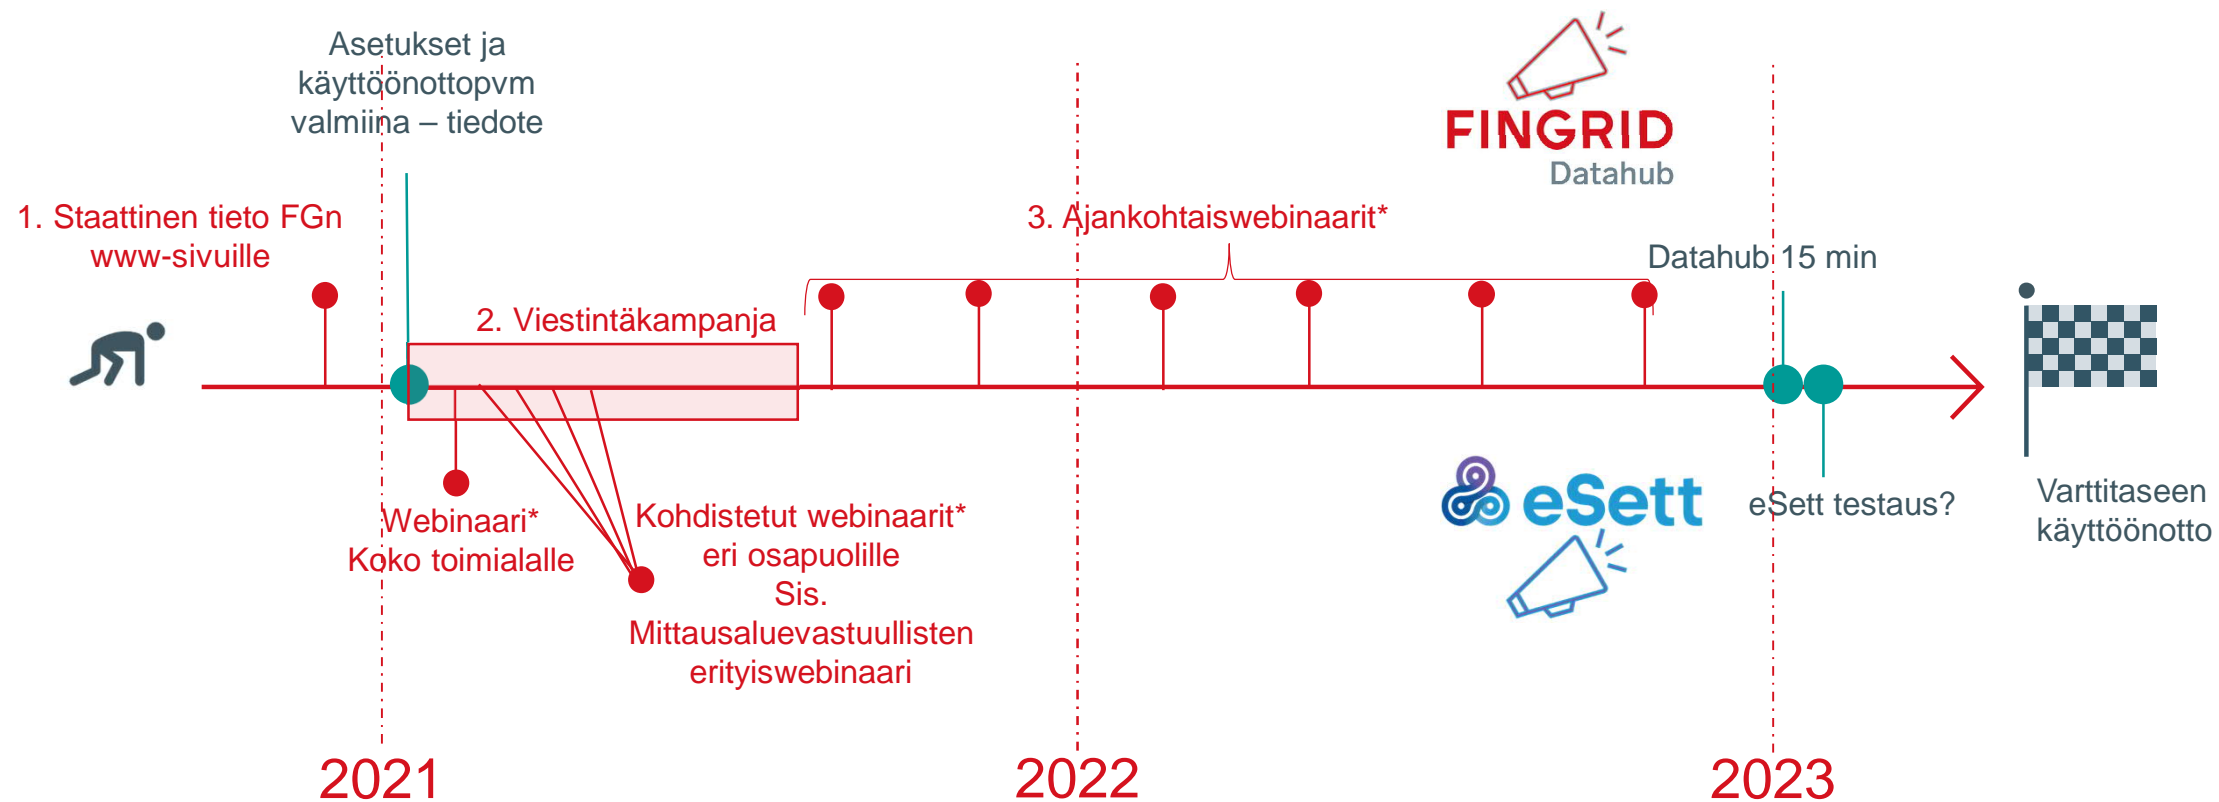 Asetukset ja
käyttöönottopvm
valmiina – tiedote
FINGRID
Datahub
1. Staattinen tieto FGn
www-sivuille
3. Ajankohtaiswebinaarit*
Datahub 15 min
2. Viestintäkampanja
Webinaari*
Koko toimialalle
Kohdistetut webinaarit*
eri osapuolille
Sis.
Mittausaluevastuullisten
erityiswebinaari
eSett
eSett testaus?
Varttitaseen
käyttöönotto
2021
2022
2023